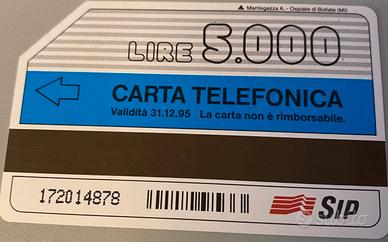 Mantegazza A. - Ospiate di Bollate (MI)
LIRE 5.000
CARTA TELEFONICA
Validità 31.12.95 La carta non è rimborsabile.
172014878
SIP
subito